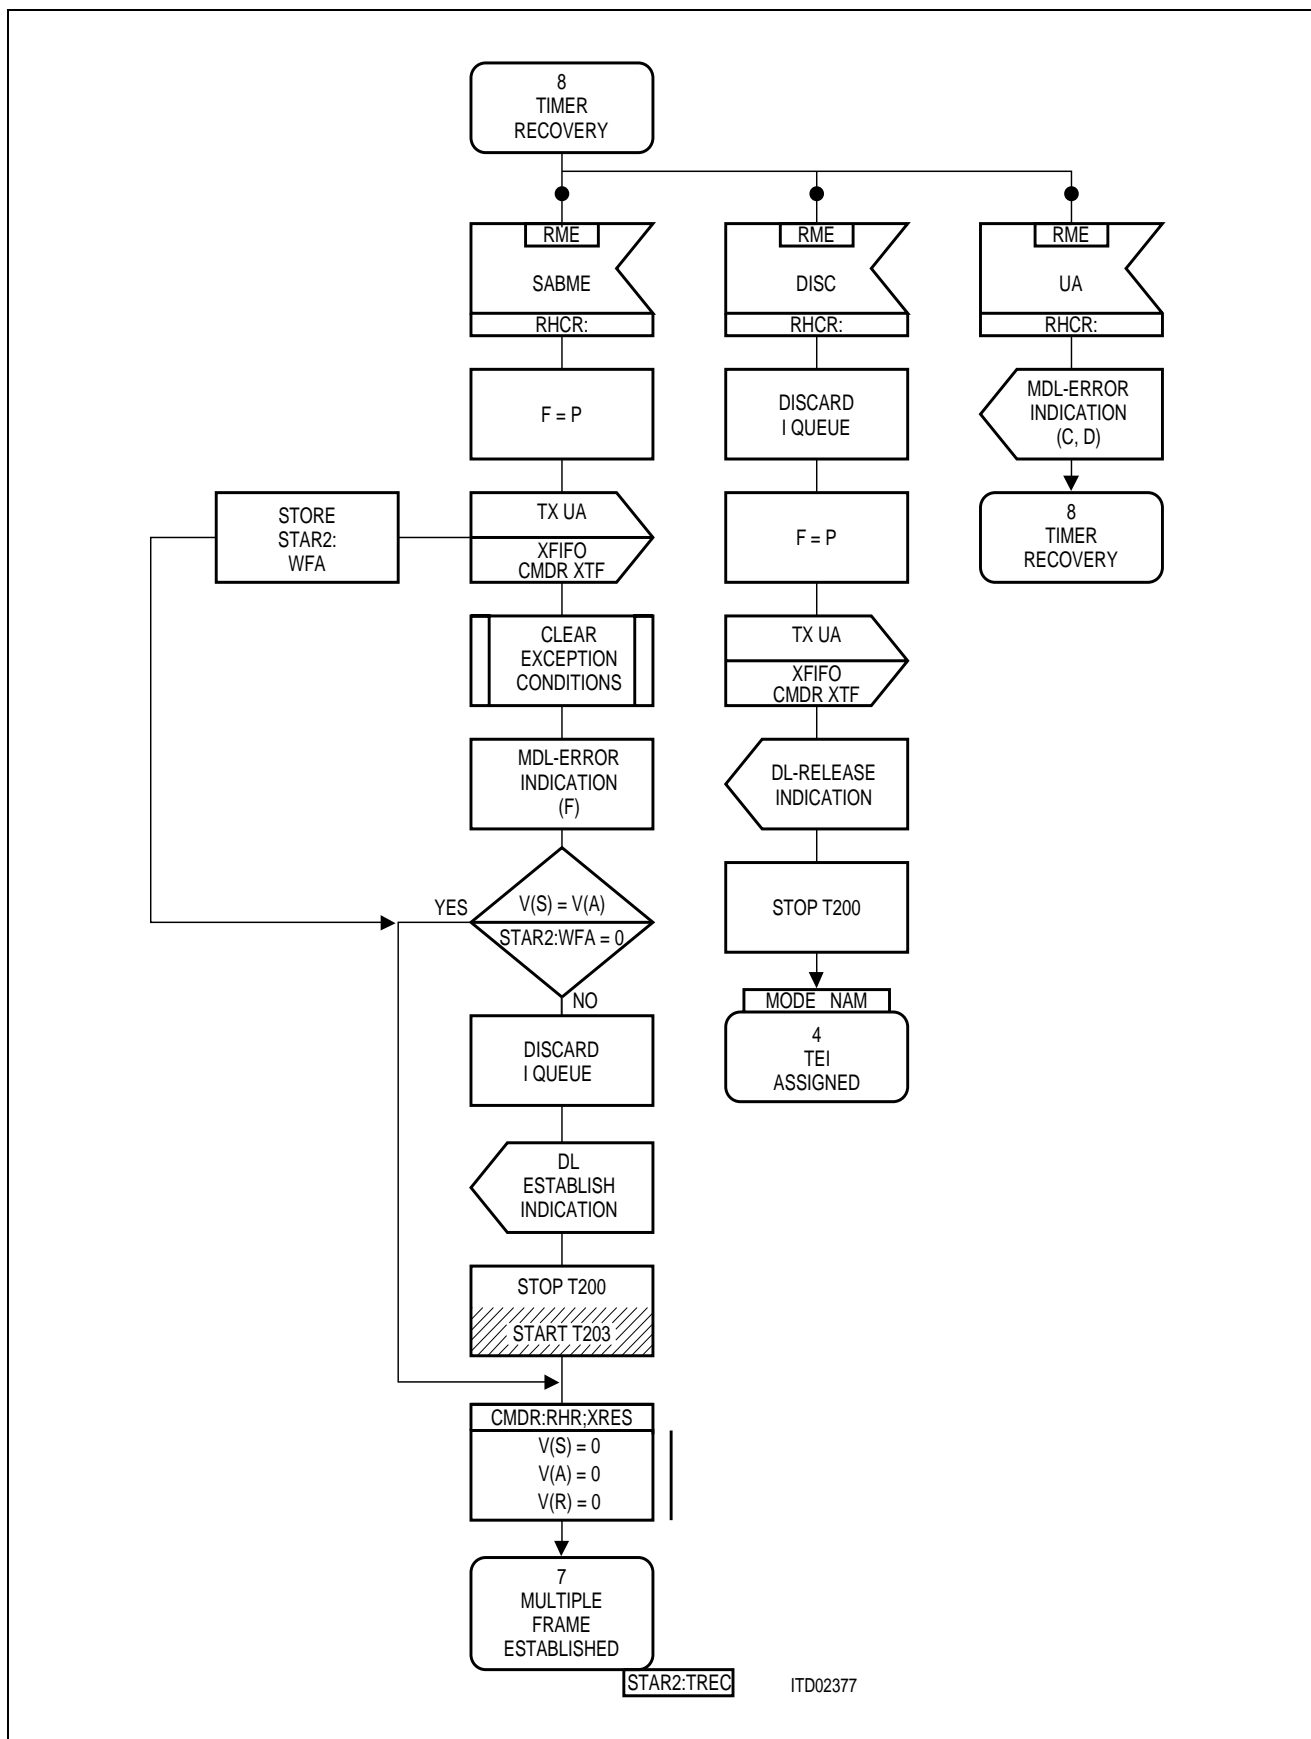 8
TIMER
RECOVERY
RME
SABME
RHCR:
RME
DISC
RHCR:
RME
UA
RHCR:
F = P
DISCARD
I QUEUE
MDL-ERROR
INDICATION
(C, D)
STORE
STAR2:
WFA
TX UA
XFIFO
CMDR XTF
F = P
8
TIMER
RECOVERY
CLEAR
EXCEPTION
CONDITIONS
TX UA
XFIFO
CMDR XTF
MDL-ERROR
INDICATION
(F)
DL-RELEASE
INDICATION
YES
V(S) = V(A)
STAR2:WFA = 0
NO
STOP T200
MODE NAM
4
TEI
ASSIGNED
DISCARD
I QUEUE
DL
ESTABLISH
INDICATION
STOP T200
START T203
CMDR:RHR;XRES
V(S) = 0
V(A) = 0
V(R) = 0
7
MULTIPLE
FRAME
ESTABLISHED
STAR2:TREC
ITD02377